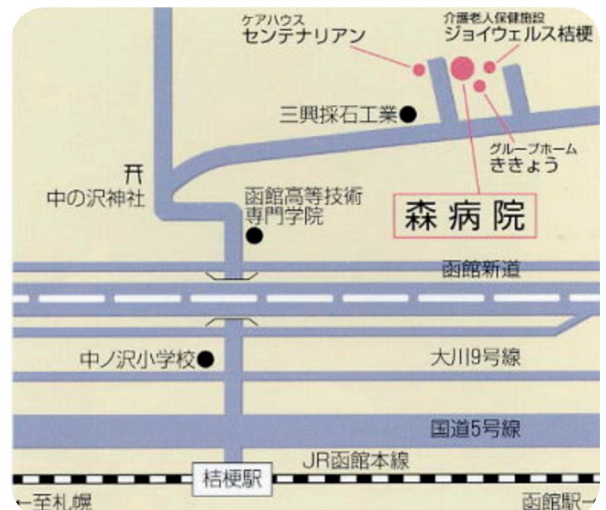 ケアハウス
センテナリアン
介護老人保健施設
ジョイウェルス桔梗
三興採石工業
グループホーム
ききょう
中の沢神社
函館高等技術
専門学院
森病院
函館新道
中ノ沢小学校
大川9号線
国道5号線
JR函館本線
桔梗駅
←至札幌
函館駅→